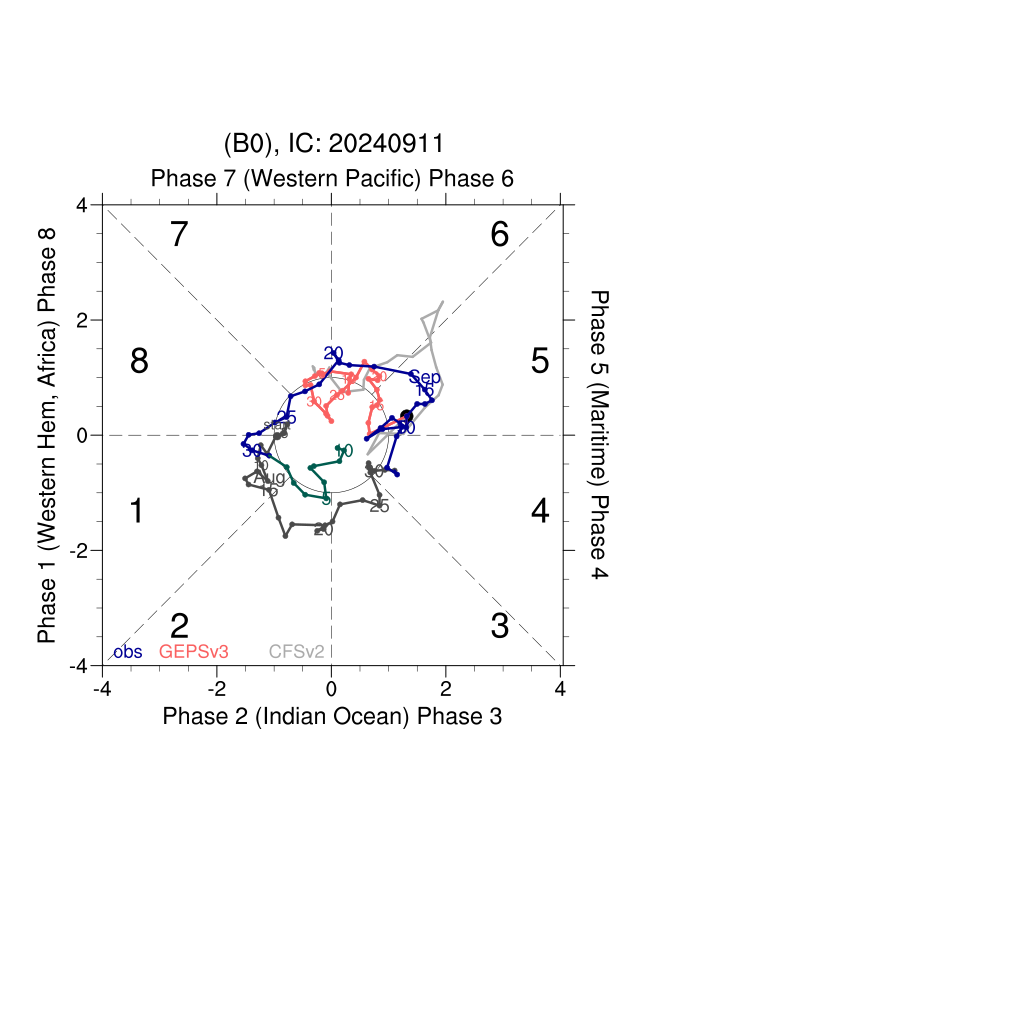 (B0), IC: 20240911
Phase 7 (Western Pacific) Phase 6
4
2
0
-2
-4
Phase 1 (Western Hem, Africa) Phase 8
7
6
8
5
1
4
2
3
20
Sep
15
25
30
start
Aug
15
10
5
20
25
30
30
obs GEPSv3 CFSv2
-4 -2 0 2 4
Phase 2 (Indian Ocean) Phase 3
Phase 5 (Maritime) Phase 4